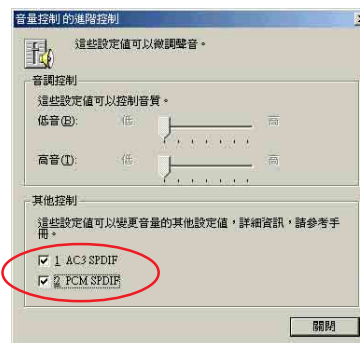 音量控制 的進階控制
這些設定值可以微調聲音。
音調控制
這些設定值可以控制音質。
低音(B): 低 高
高音(T): 低 高
其他控制
這些設定值可以變更音量的其他設定值，詳細資訊，請參考手
冊。
1 AC3 SPDIF
2 PCM SPDIF
關閉